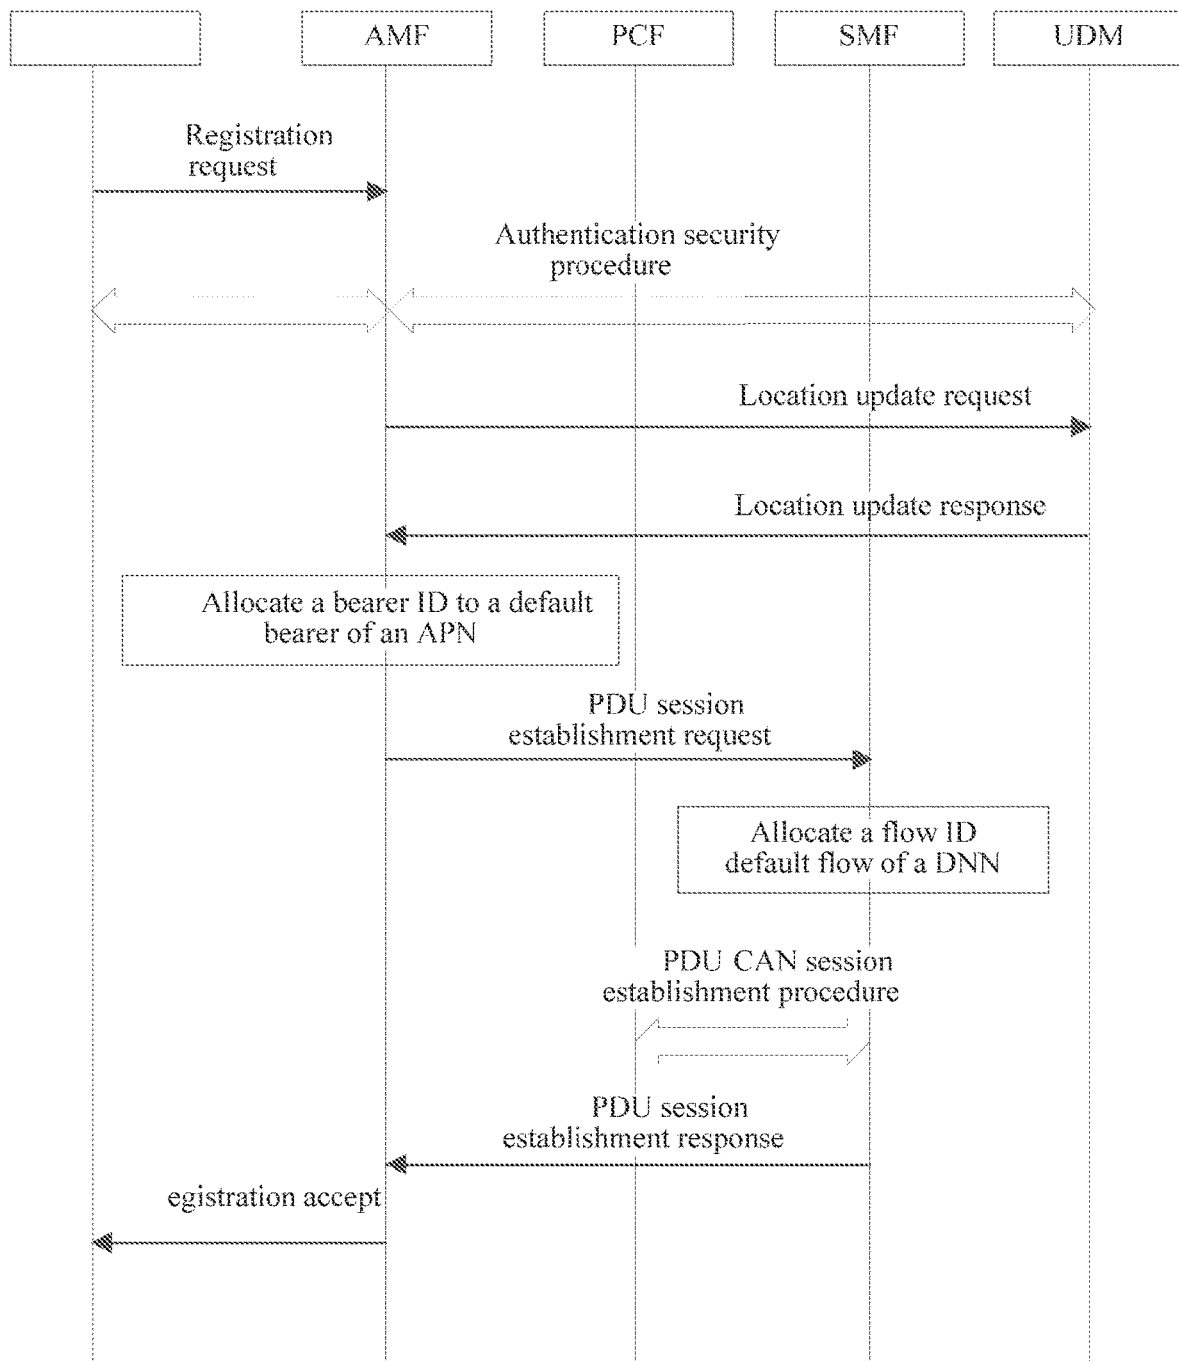 AMF
PCF
SMF
UDM
Registration
request
Authentication security
procedure
Location update request
Location update response
Allocate a bearer ID to a default
bearer of an APN
PDU session
establishment request
Allocate a flow ID
default flow of a DNN
PDU CAN session
establishment procedure
PDU session
establishment response
egistration accept